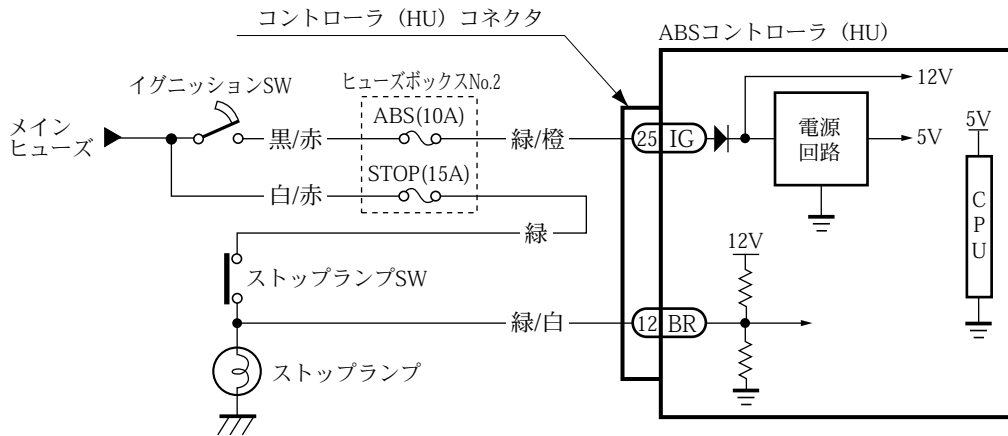 コントローラ（HU）コネクタ
ABSコントローラ（HU）
イグニッションSW
ヒューズボックスNo.2
12V
メイン
ヒューズ
黒/赤
ABS(10A)
緑/橙
25 IG
電源
回路
5V
5V
白/赤
STOP(15A)
緑
CPU
12V
ストップランプSW
緑/白
12 BR
ストップランプ